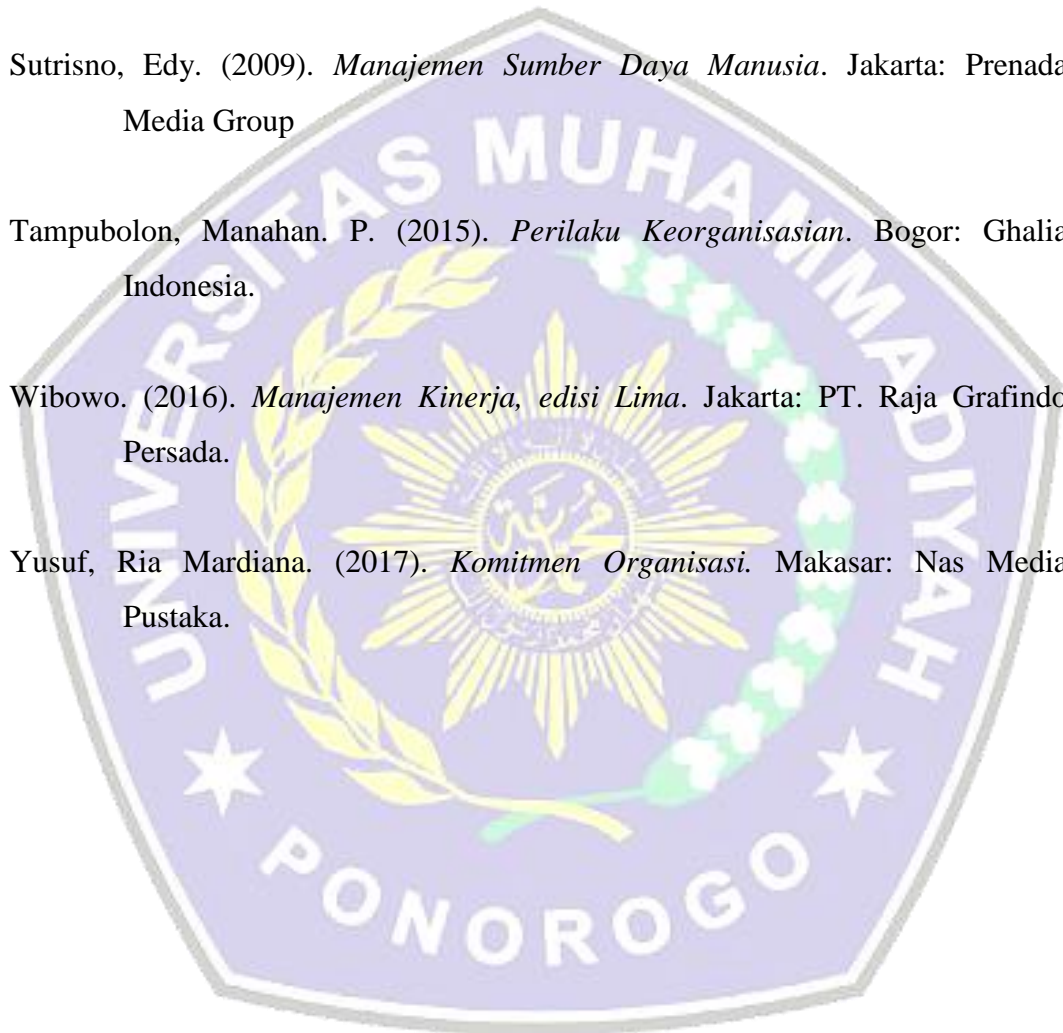 Sutrisno, Edy. (2009). Manajemen Sumber Daya Manusia. Jakarta: Prenada
Media Group
Tampubolon, Manahan. P. (2015). Perilaku Keorganisasian. Bogor: Ghalia
Indonesia.
Wibowo. (2016). Manajemen Kinerja, edisi Lima. Jakarta: PT. Raja Grafindo
Persada.
Yusuf, Ria Mardiana. (2017). Komitmen Organisasi. Makasar: Nas Media
Pustaka.
UNIVERSITAS MUHAMMADIYAH
PONOROGO
محمدية